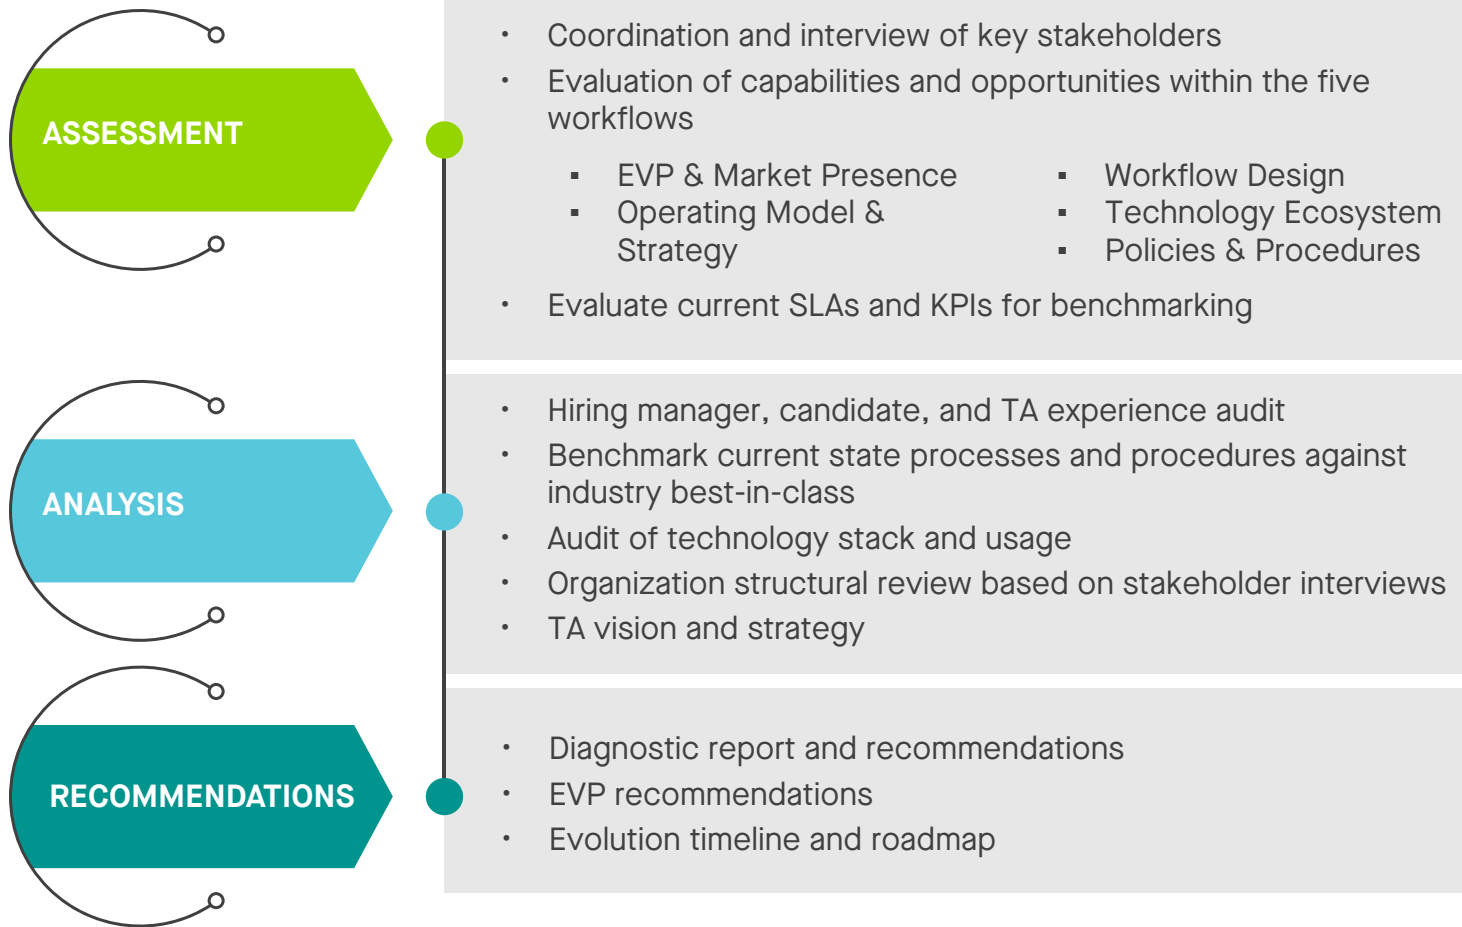 ASSESSMENT
• Coordination and interview of key stakeholders
• Evaluation of capabilities and opportunities within the five
workflows
▪ EVP & Market Presence
▪ Operating Model &
Strategy
▪ Workflow Design
▪ Technology Ecosystem
▪ Policies & Procedures
• Evaluate current SLAs and KPIs for benchmarking
ANALYSIS
• Hiring manager, candidate, and TA experience audit
• Benchmark current state processes and procedures against
industry best-in-class
• Audit of technology stack and usage
• Organization structural review based on stakeholder interviews
• TA vision and strategy
RECOMMENDATIONS
• Diagnostic report and recommendations
• EVP recommendations
• Evolution timeline and roadmap